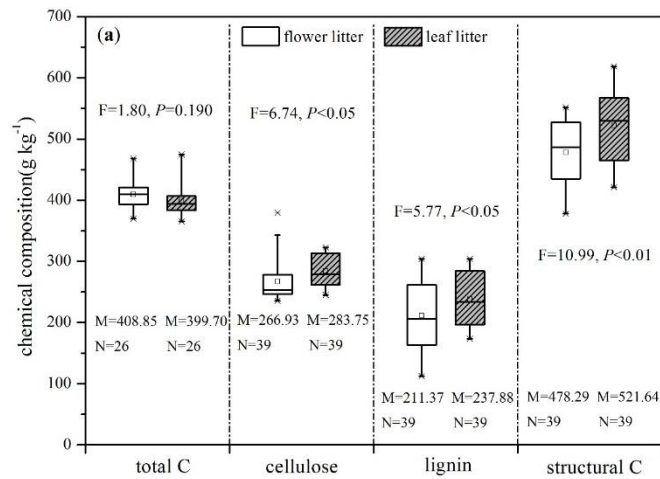 700
(a)
flower litter
leaf litter
600
F=1.80, P=0.190
F=6.74, P<0.05
500
400
F=5.77, P<0.05
300
F=10.99, P<0.01
M=408.85 M=399.70 M=266.93 M=283.75
200
N=26 N=26 N=39 N=39
100
M=211.37 M=237.88 M=478.29 M=521.64
N=39 N=39 N=39 N=39
0
total C cellulose lignin structural C
chemical composition(g kg⁻¹)